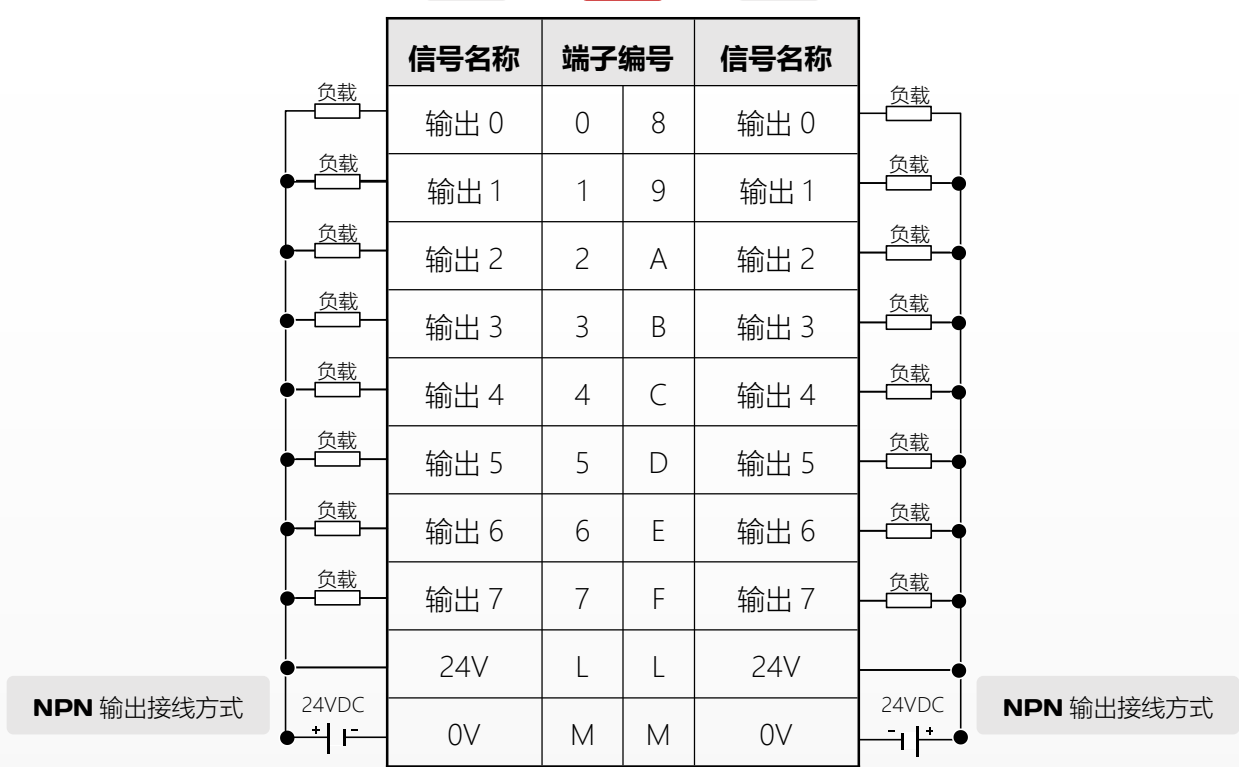 信号名称 端子编号 信号名称
负载 输出 0 0 8 输出 0 负载
负载 输出 1 1 9 输出 1 负载
负载 输出 2 2 A 输出 2 负载
负载 输出 3 3 B 输出 3 负载
负载 输出 4 4 C 输出 4 负载
负载 输出 5 5 D 输出 5 负载
负载 输出 6 6 E 输出 6 负载
负载 输出 7 7 F 输出 7 负载
24V L L 24V
NPN 输出接线方式 24VDC 24VDC NPN 输出接线方式
+ - 0V M M 0V - +